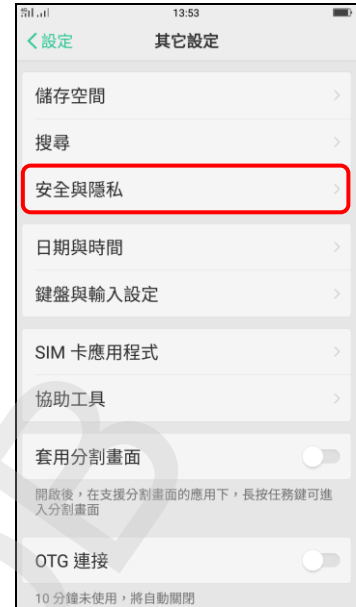 13:53
設定
其它設定
儲存空間
搜尋
安全與隱私
日期與時間
鍵盤與輸入設定
SIM 卡應用程式
協助工具
套用分割畫面
開啟後，在支援分割畫面的應用下，長按任務鍵可進
入分割畫面
OTG 連接
10 分鐘未使用，將自動關閉